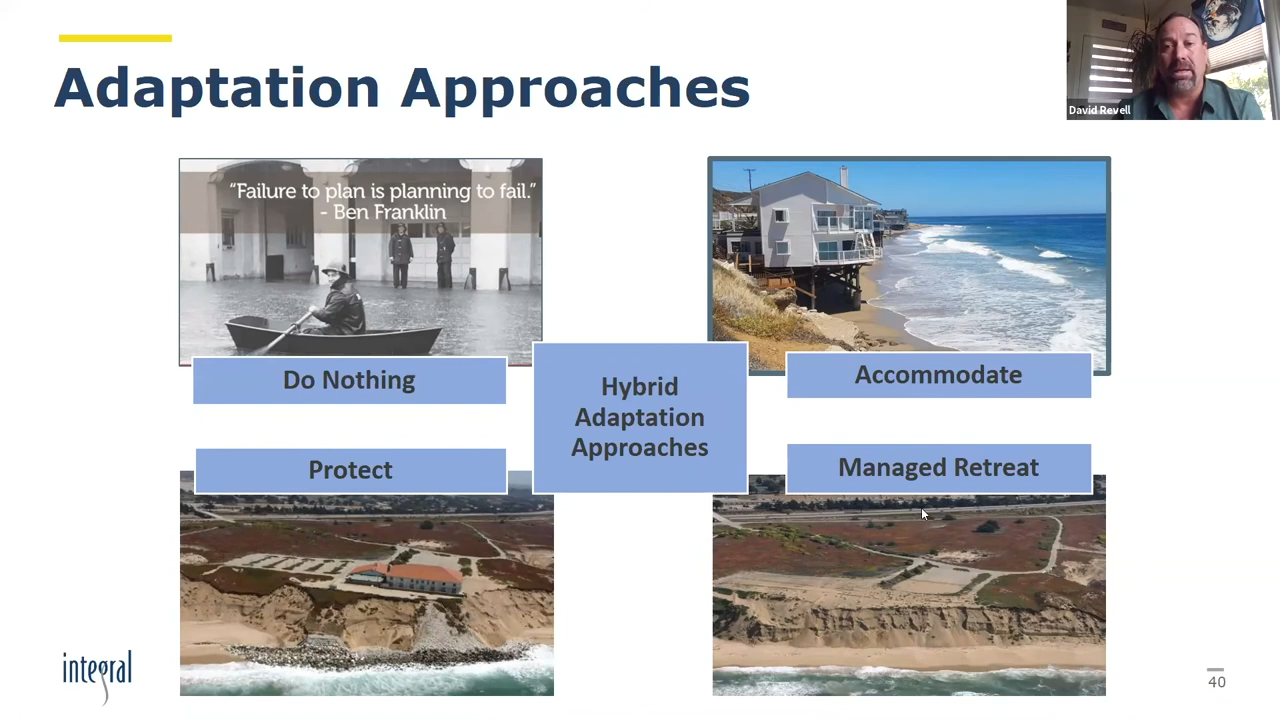 Adaptation Approaches
David Revell
“Failure to plan is planning to fail.”
- Ben Franklin
Do Nothing
Hybrid
Adaptation
Approaches
Accommodate
Protect
Managed Retreat
integral
40